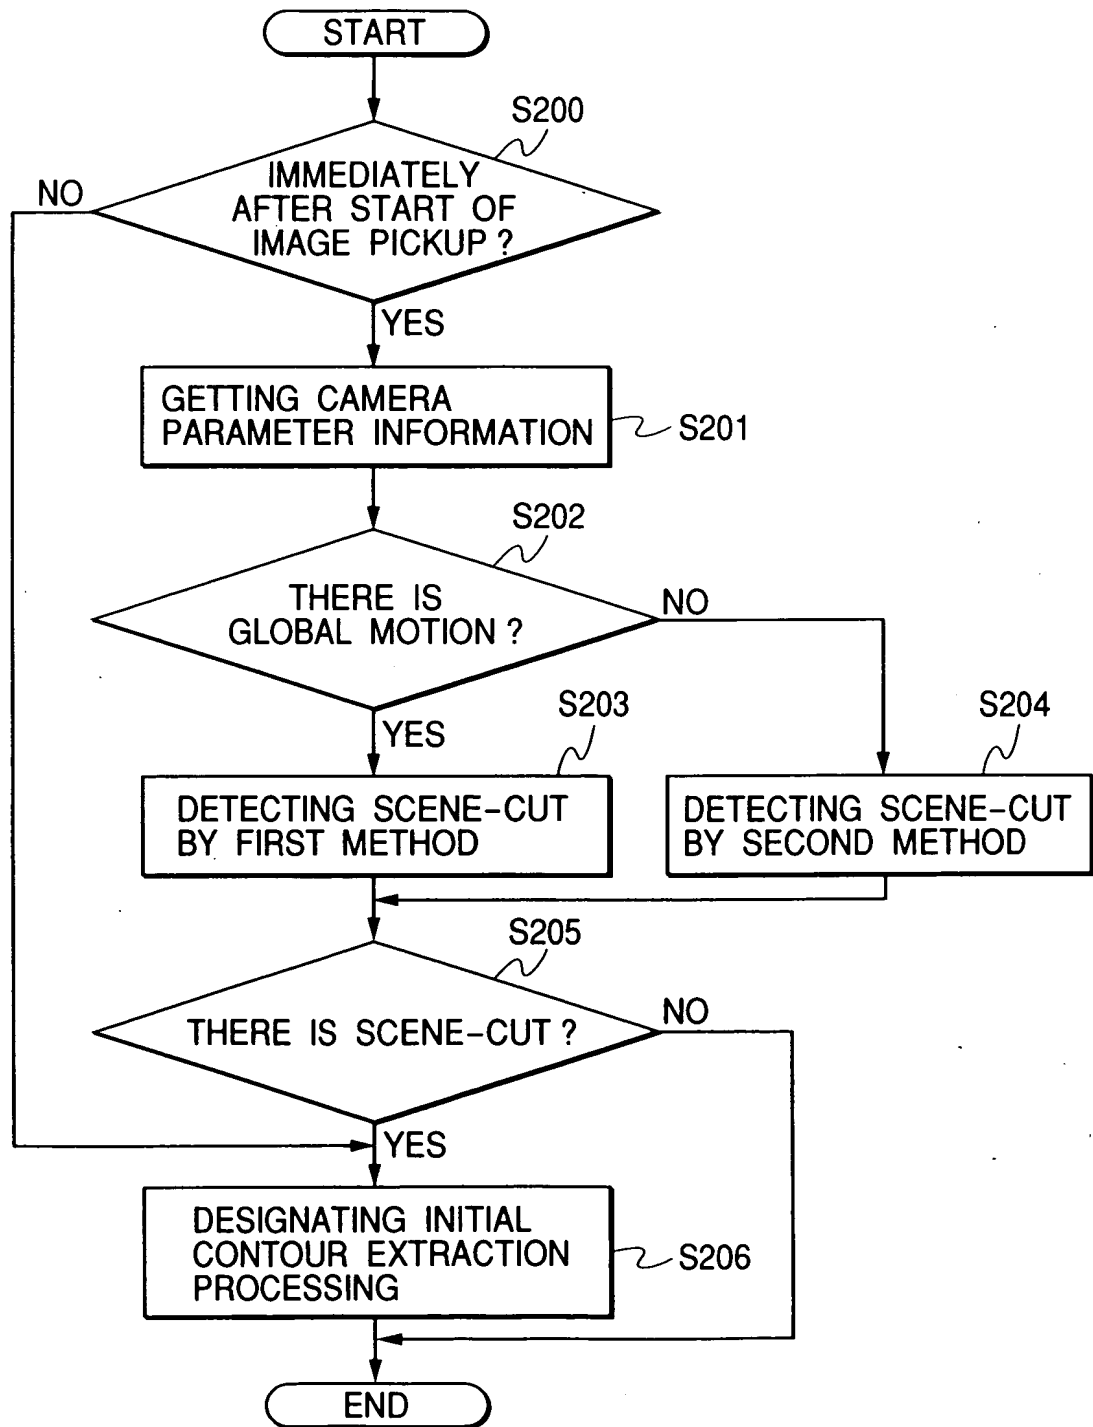 START
S200
IMMEDIATELY
AFTER START OF
IMAGE PICKUP ?
NO
YES
GETTING CAMERA
PARAMETER INFORMATION
S201
S202
THERE IS
GLOBAL MOTION ?
NO
YES
S203
S204
DETECTING SCENE-CUT
BY FIRST METHOD
DETECTING SCENE-CUT
BY SECOND METHOD
S205
THERE IS SCENE-CUT ?
NO
YES
DESIGNATING INITIAL
CONTOUR EXTRACTION
PROCESSING
S206
END